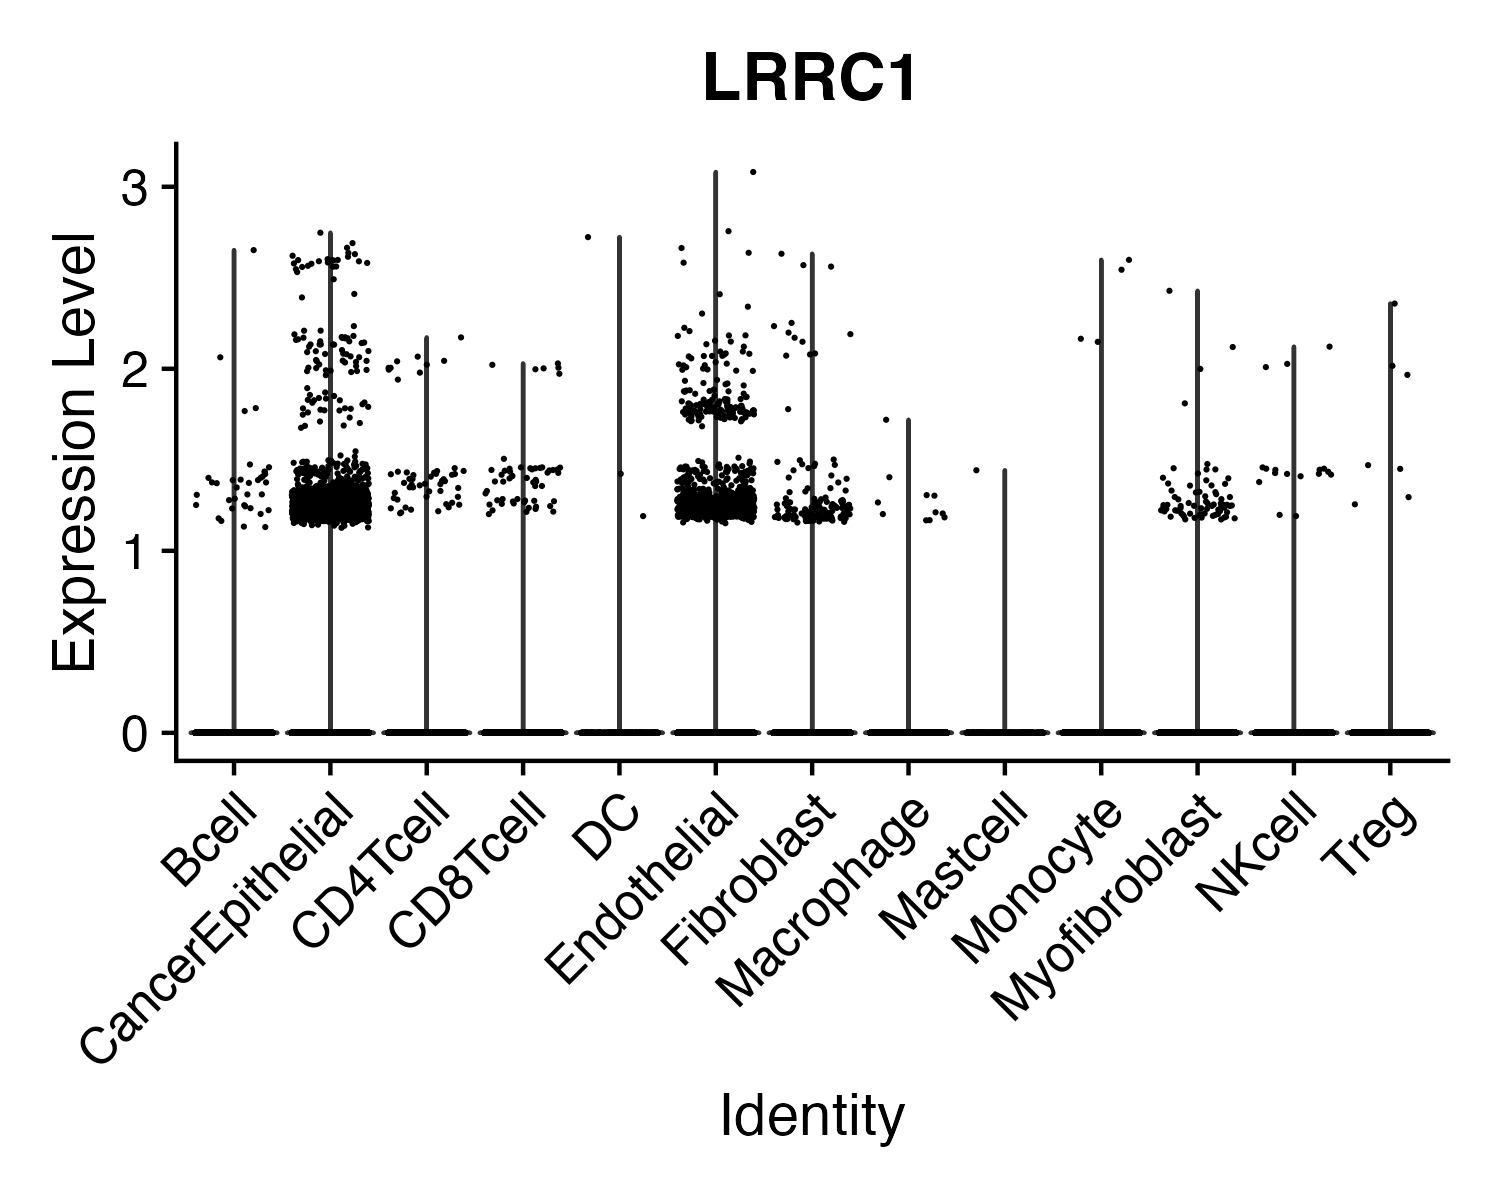 LRRC1
Expression Level
3
2
1
0
Bcell
CancerEpithelial
CD4Tcell
CD8Tcell
DC
Endothelial
Fibroblast
Macrophage
Mastcell
Monocyte
Myofibroblast
NKcell
Treg
Identity